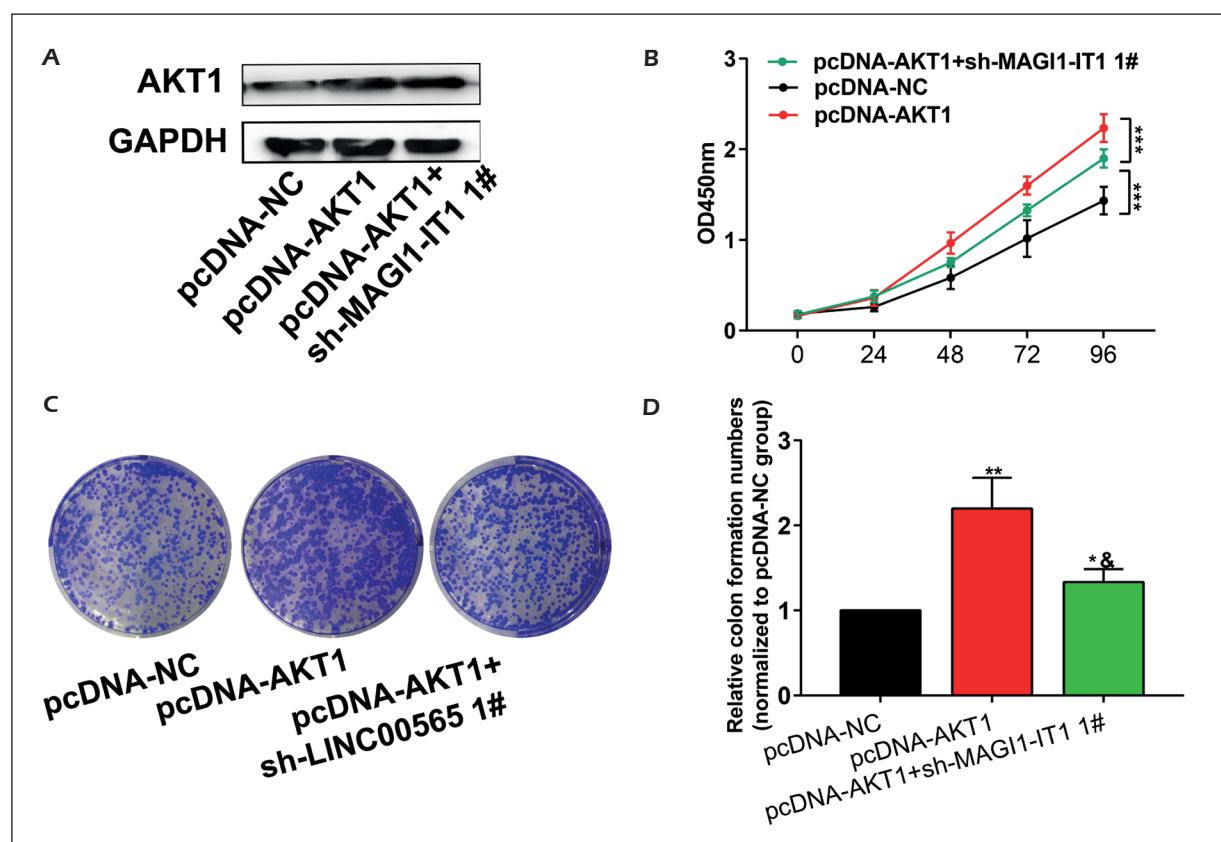 A
AKT1
GAPDH
pcDNA-NC
pcDNA-AKT1
pcDNA-AKT1+
sh-MAGI1-IT1 1#
B
pcDNA-AKT1+sh-MAGI1-IT1 1#
pcDNA-NC
pcDNA-AKT1
OD450nm
3
2
1
0
0 24 48 72 96
***
***
C
pcDNA-NC
pcDNA-AKT1
pcDNA-AKT1+
sh-LINC00565 1#
D
Relative colon formation numbers
(normalized to pcDNA-NC group)
3
2
1
0
**
* &
pcDNA-NC
pcDNA-AKT1
pcDNA-AKT1+sh-MAGI1-IT1 1#